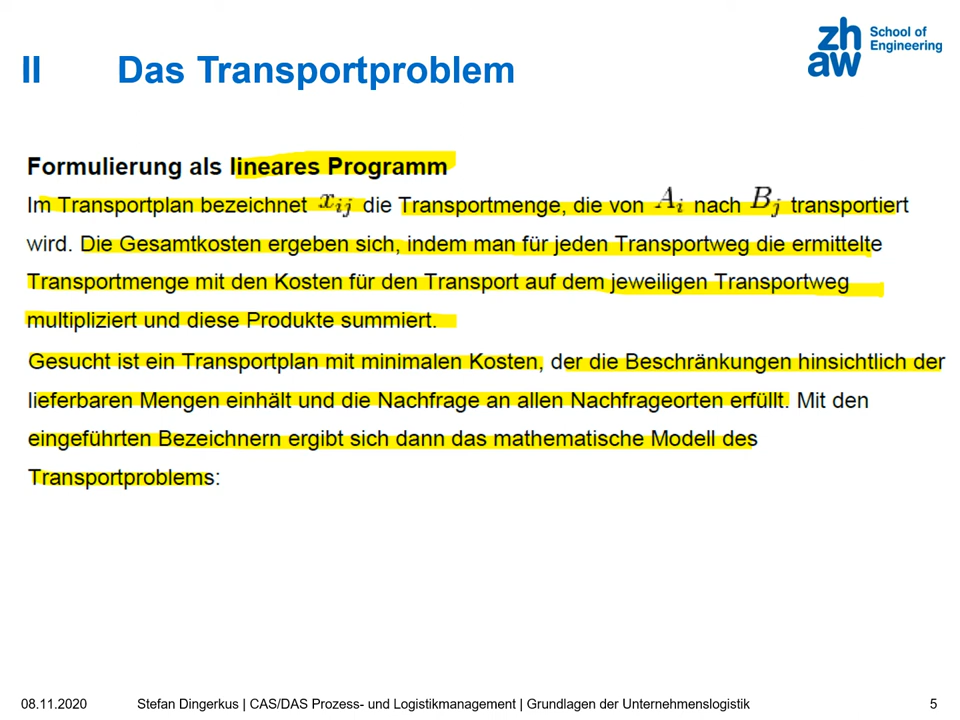 zh
aw
School of
Engineering
II Das Transportproblem
Formulierung als lineares Programm
Im Transportplan bezeichnet x_{ij} die Transportmenge, die von A_i nach B_j transportiert
wird. Die Gesamtkosten ergeben sich, indem man für jeden Transportweg die ermittelte
Transportmenge mit den Kosten für den Transport auf dem jeweiligen Transportweg
multipliziert und diese Produkte summiert.
Gesucht ist ein Transportplan mit minimalen Kosten, der die Beschränkungen hinsichtlich der
lieferbaren Mengen einhält und die Nachfrage an allen Nachfrageorten erfüllt. Mit den
eingeführten Bezeichnern ergibt sich dann das mathematische Modell des
Transportproblems:
08.11.2020 Stefan Dingerkus | CAS/DAS Prozess- und Logistikmanagement | Grundlagen der Unternehmenslogistik 5